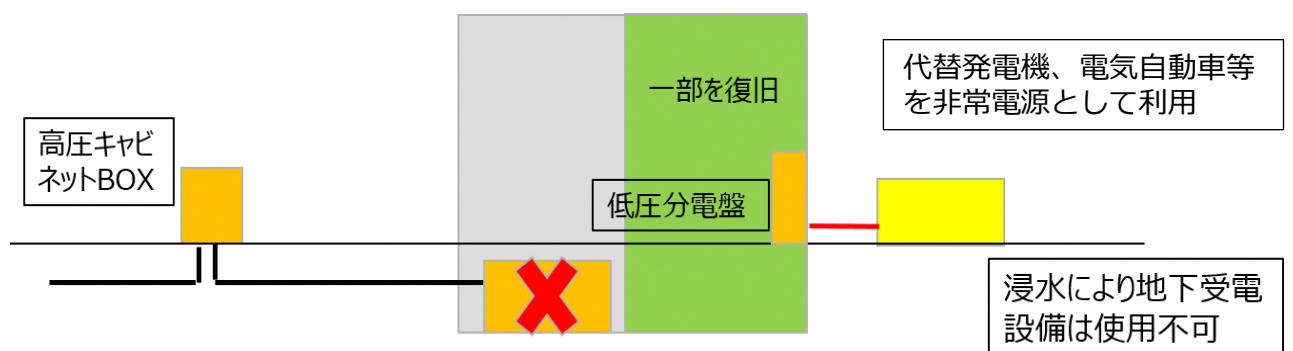 一部を復旧
代替発電機、電気自動車等
を非常電源として利用
高圧キャビ
ネットBOX
低圧分電盤
浸水により地下受電
設備は使用不可